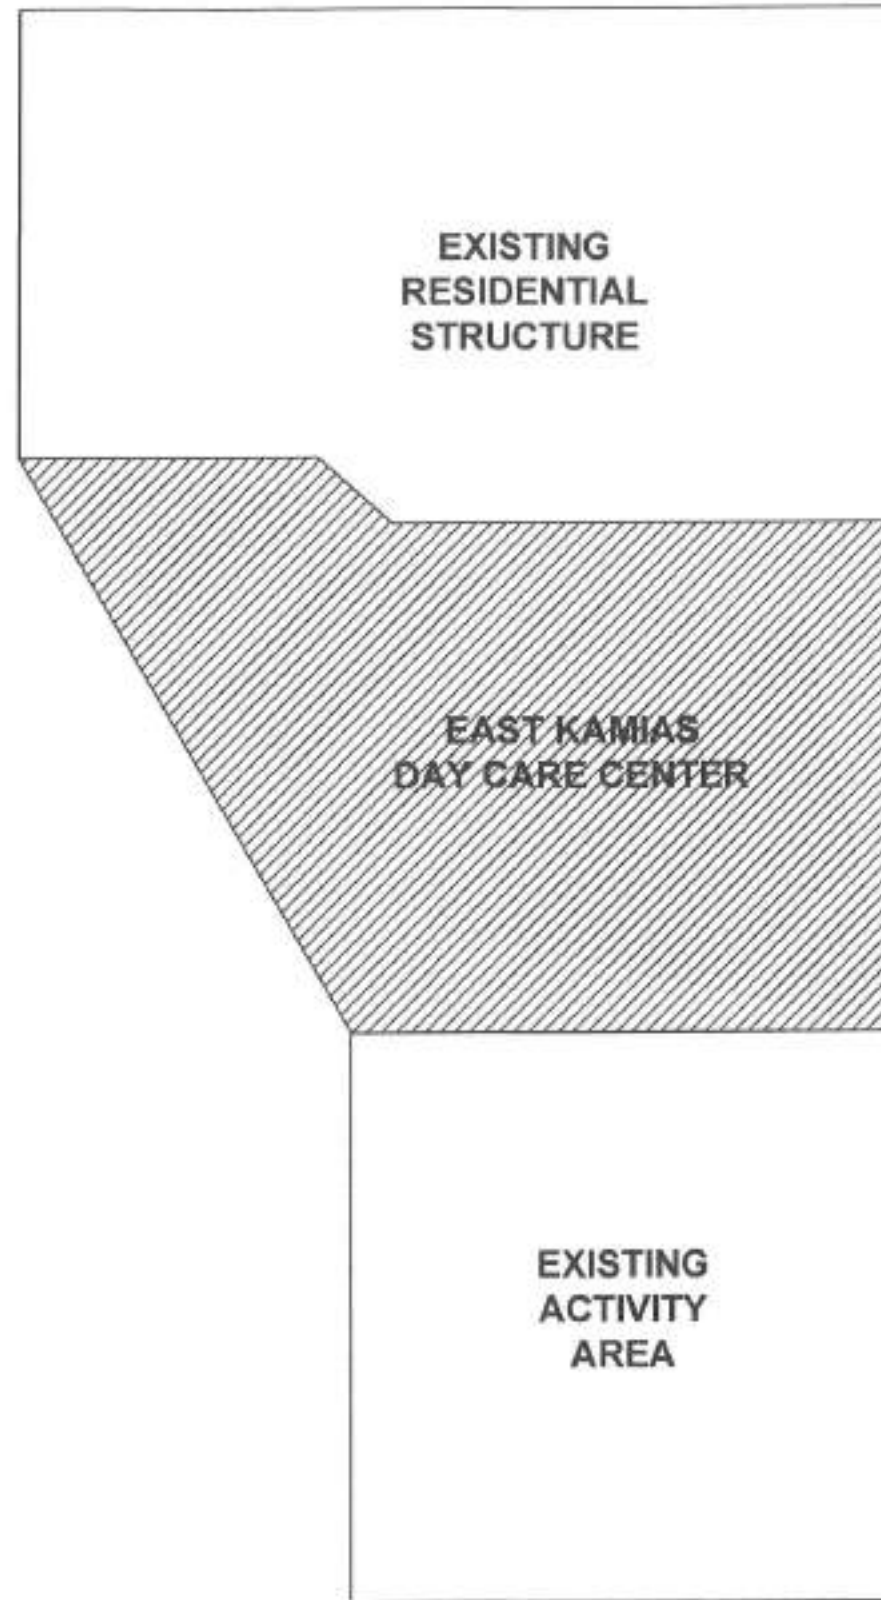 EXISTING
RESIDENTIAL
STRUCTURE
EAST KAMIAS
DAY CARE CENTER
EXISTING
ACTIVITY
AREA